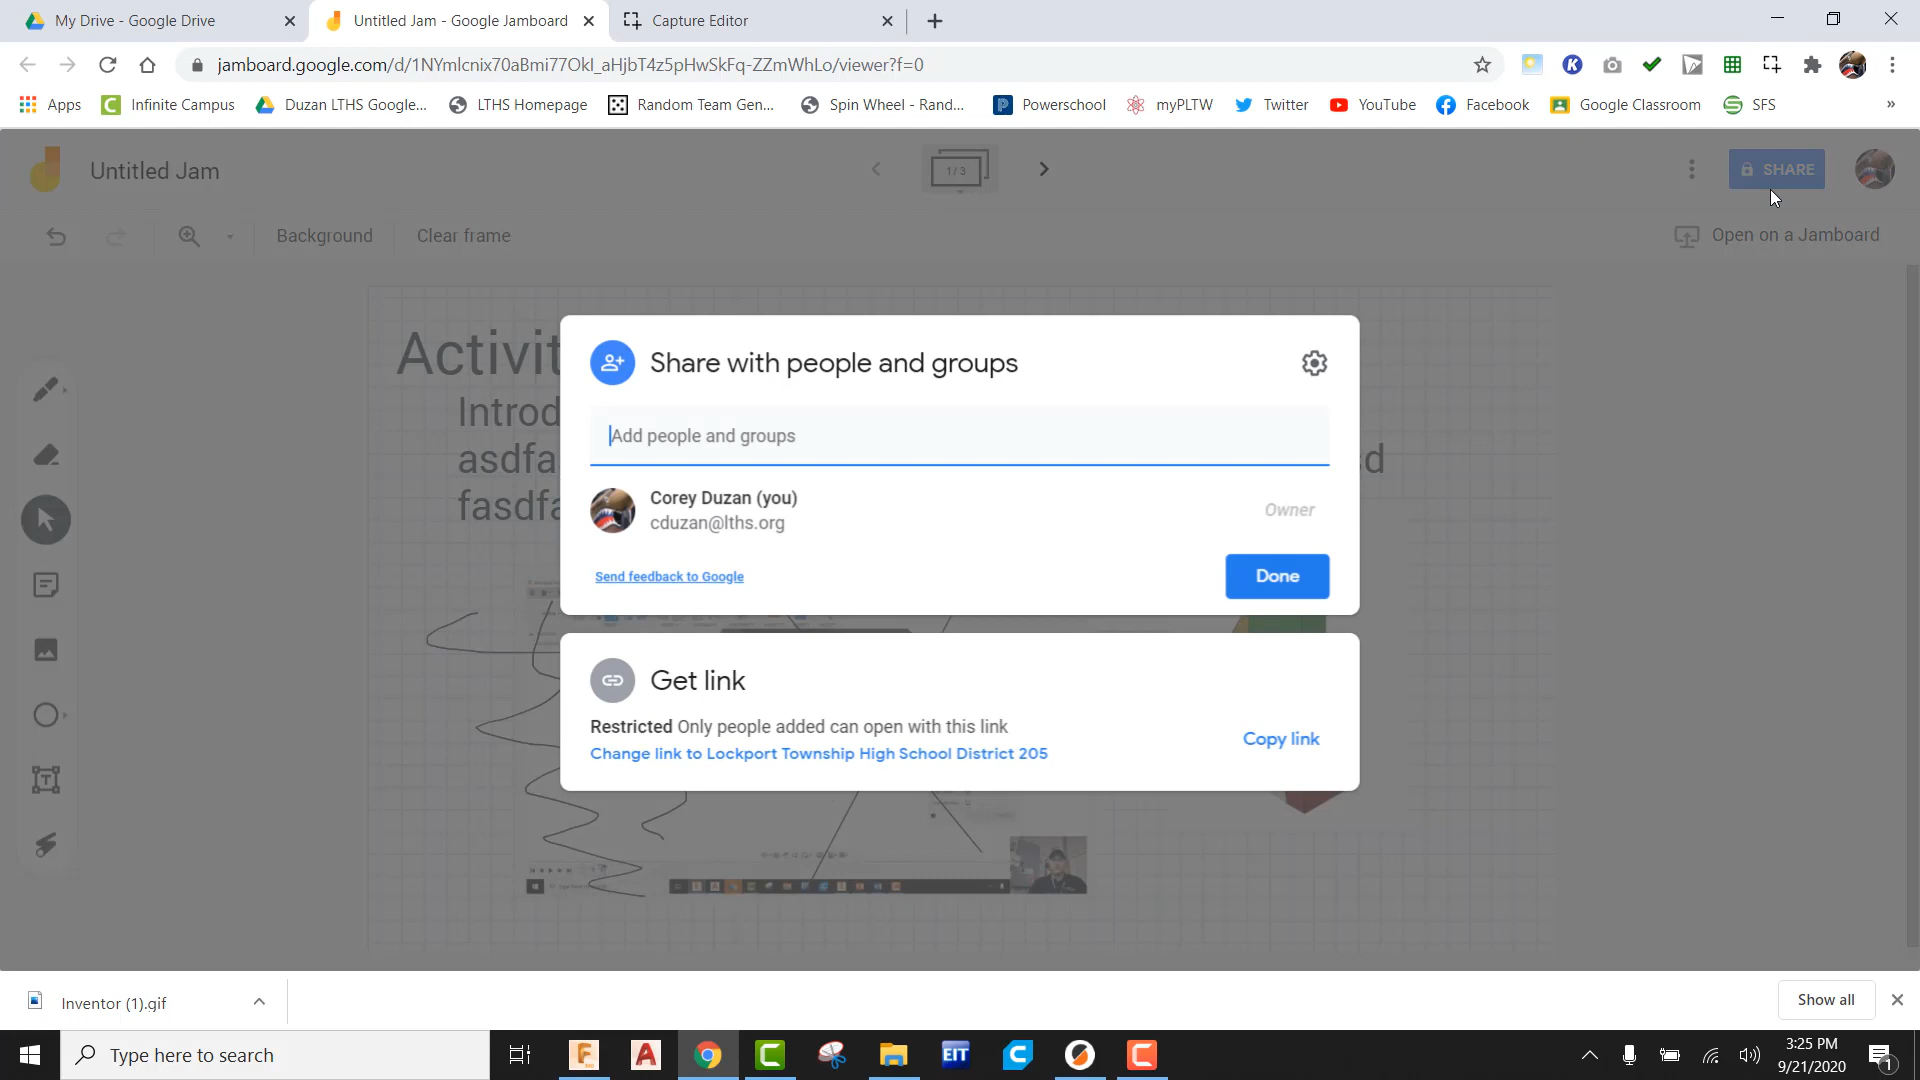 My Drive - Google Drive
Untitled Jam - Google Jamboard
Capture Editor
jamboard.google.com/d/1NYmlcnix70aBmi77OkI_aHjbT4z5pHwSkFq-ZZmWhLo/viewer?f=0
Apps
Infinite Campus
Duzan LTHS Google...
LTHS Homepage
Random Team Gen...
Spin Wheel - Rand...
Powerschool
myPLTW
Twitter
YouTube
Facebook
Google Classroom
SFS
»
Untitled Jam
1/3
SHARE
Background
Clear frame
Open on a Jamboard
Activit
Share with people and groups
Introd
Add people and groups
asdfa
sd
fasdfa
Corey Duzan (you)
cduzan@lths.org
Owner
Send feedback to Google
Done
Get link
Restricted Only people added can open with this link
Change link to Lockport Township High School District 205
Copy link
Inventor (1).gif
Show all
Type here to search
EIT
3:25 PM
9/21/2020
1